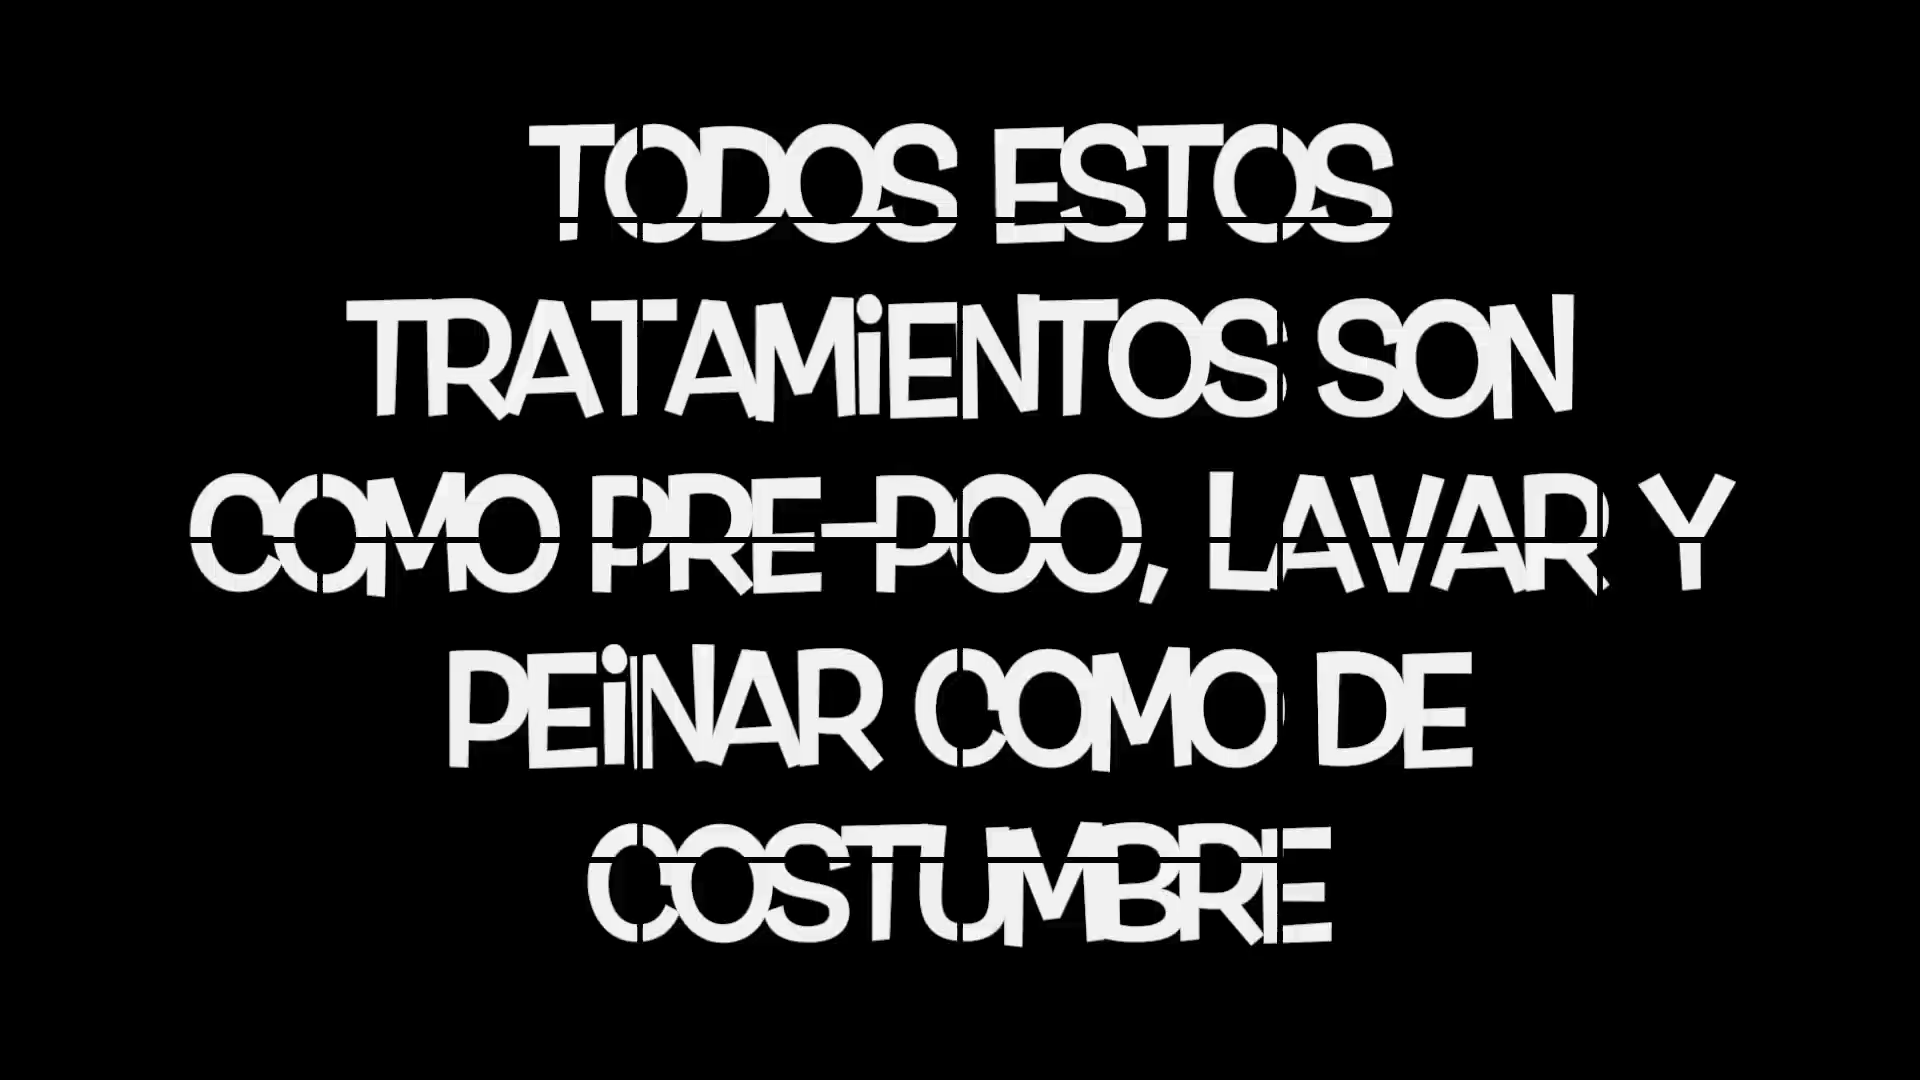 TODOS ESTOS
TRATAMiENTOS SON
COMO PRE-POO, LAVAR Y
PEiNAR COMO DE
COSTUMBRE